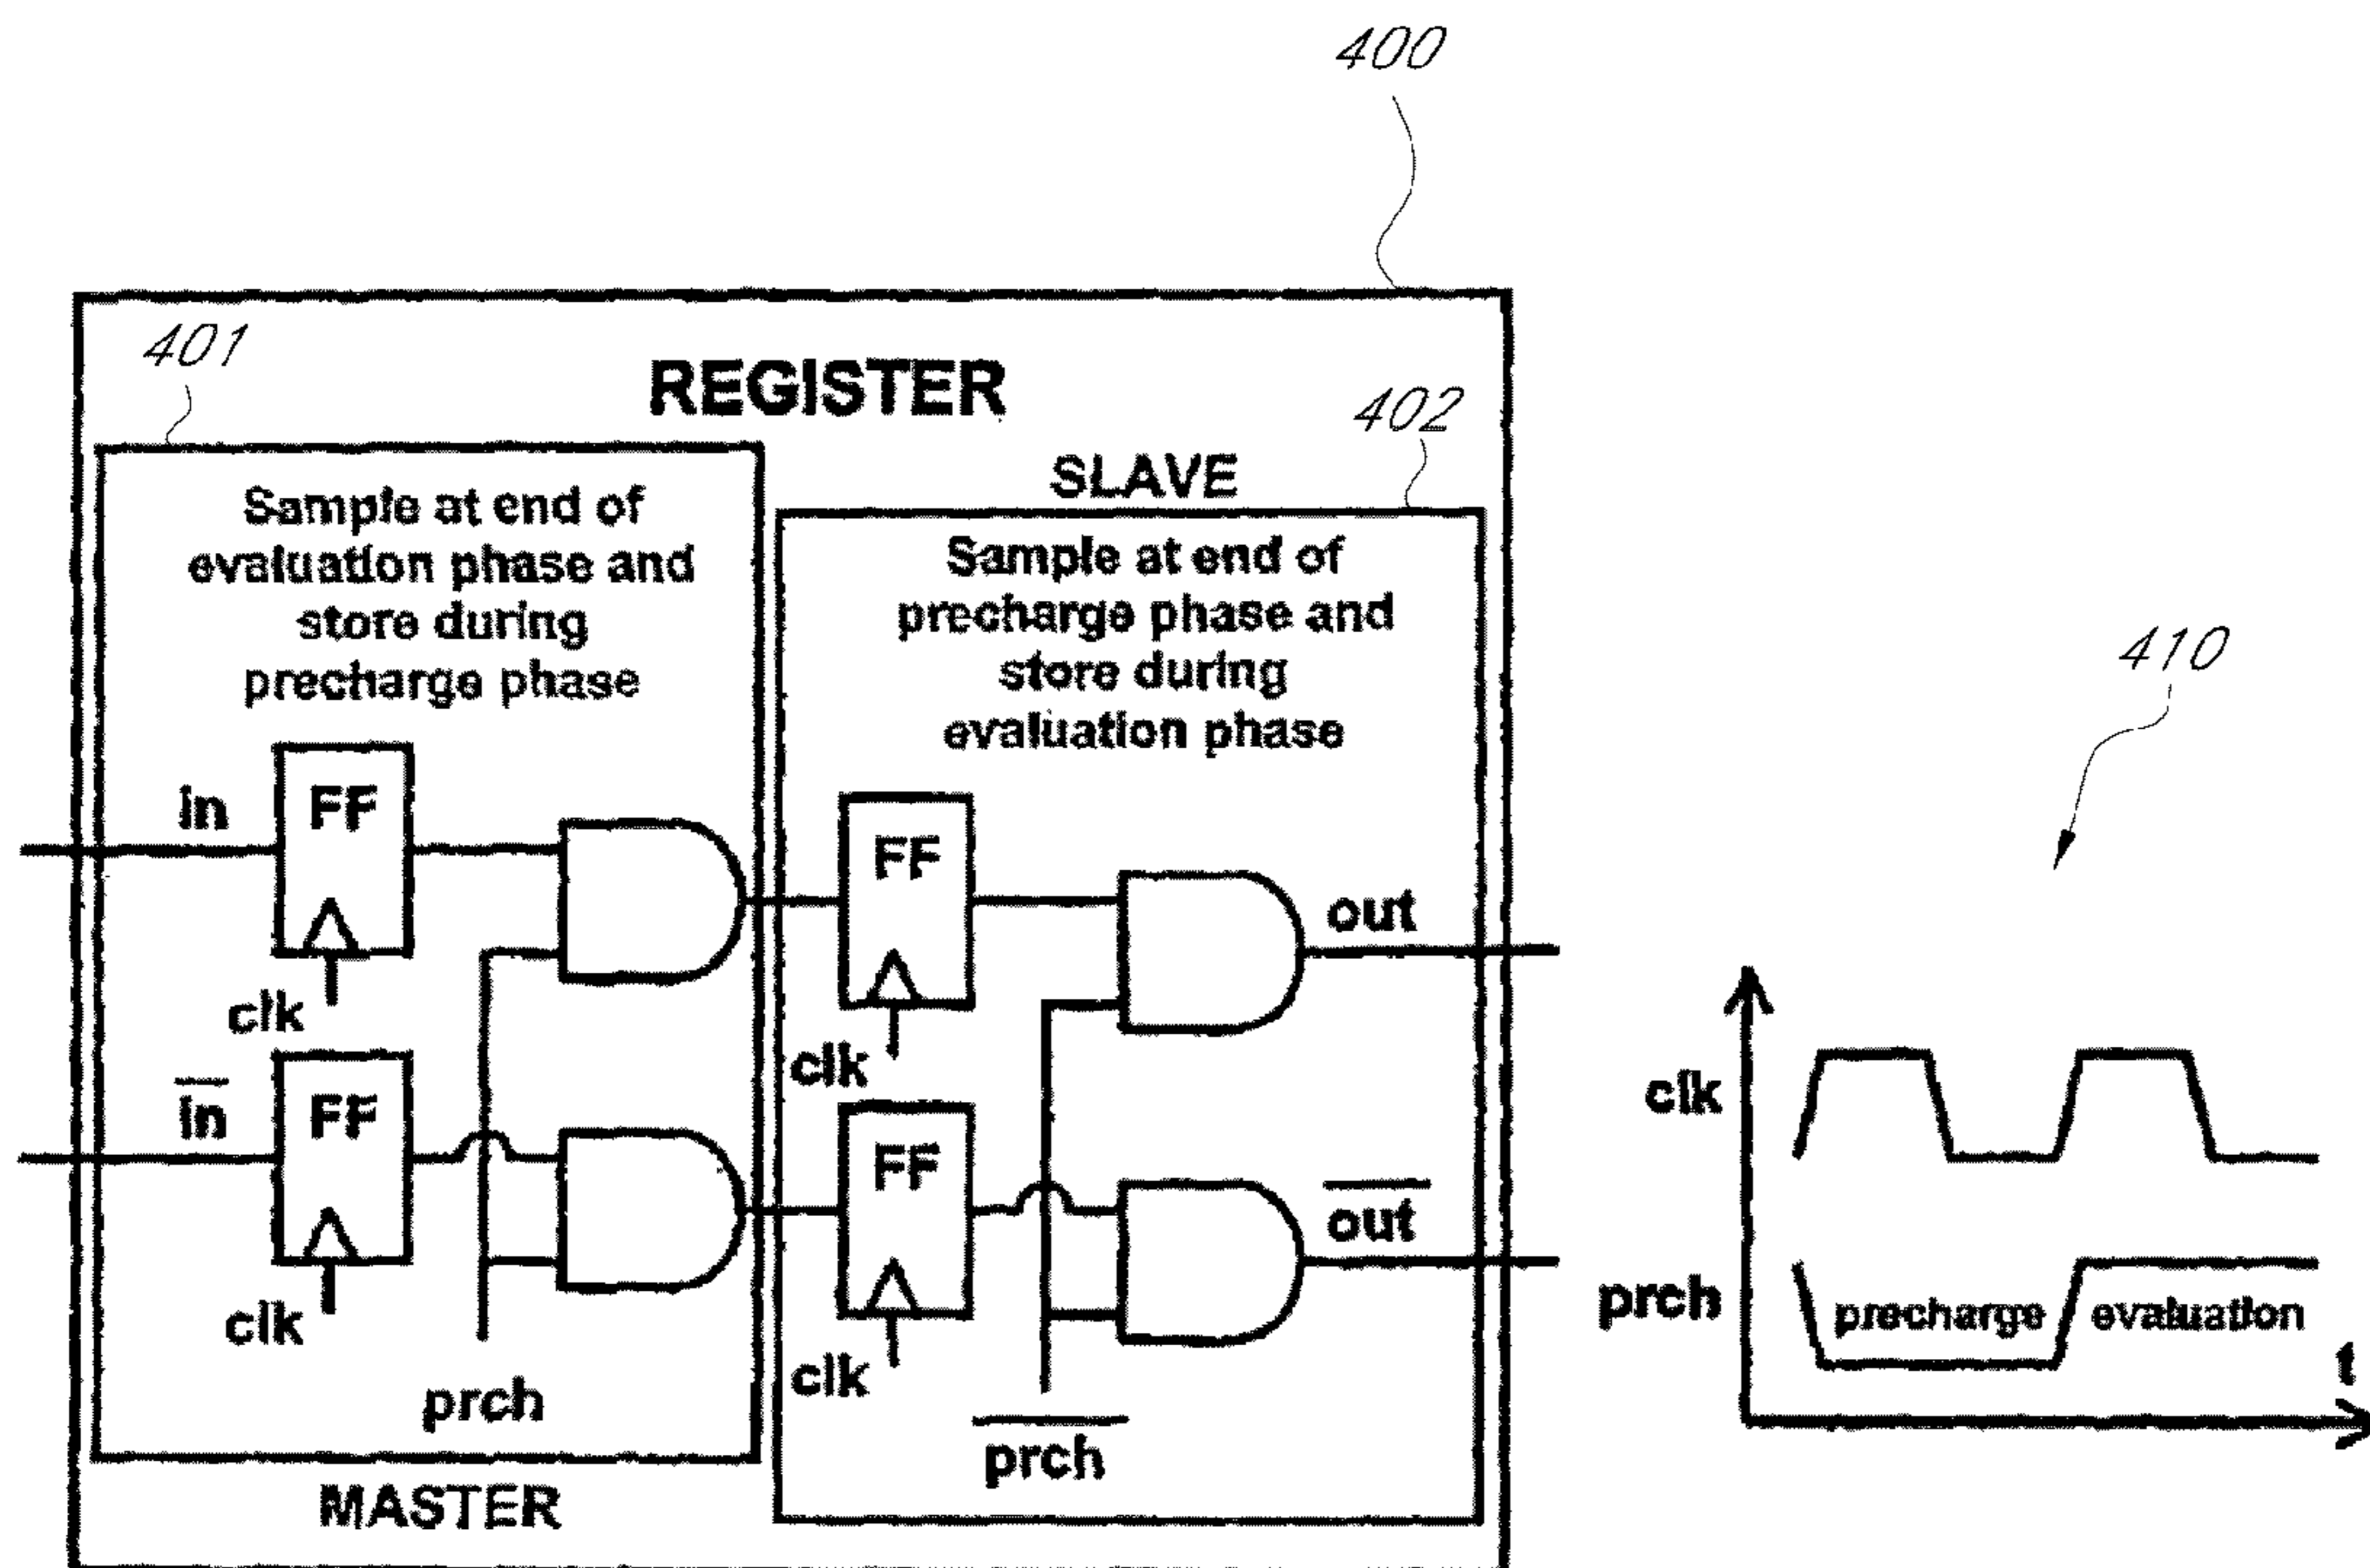 400
401
REGISTER
402
SLAVE
Sample at end of
evaluation phase and
store during
precharge phase
Sample at end of
precharge phase and
store during
evaluation phase
410
in
FF
clk
FF
out
clk
in
FF
clk
FF
out
clk
prch
prch
MASTER
clk
prch
precharge
evaluation
t